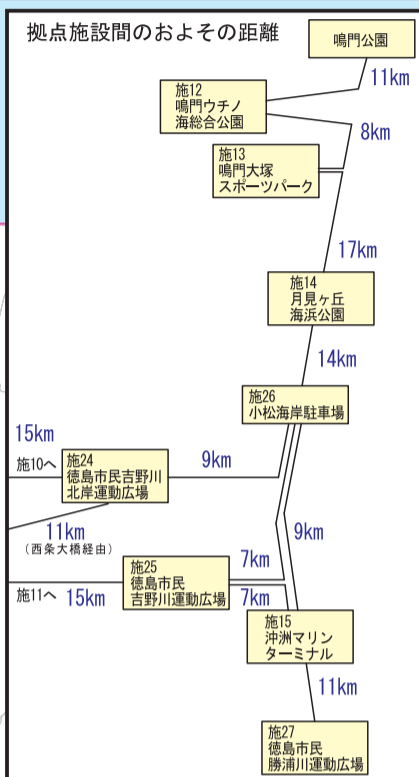 拠点施設間のおよその距離
鳴門公園
11km
施12
鳴門ウチノ
海総合公園
8km
施13
鳴門大塚
スポーツパーク
17km
施14
月見ヶ丘
海浜公園
14km
施26
小松海岸駐車場
15km
施10へ
施24
徳島市民吉野川
北岸運動広場
9km
11km
(西条大橋経由)
9km
7km
施25
徳島市民
吉野川運動広場
施11へ 15km
7km
施15
沖洲マリン
ターミナル
11km
施27
徳島市民
勝浦川運動広場